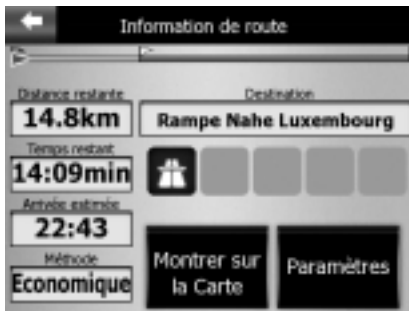 Information de route
Distance restante
14.8km
Destination
Rampe Nahe Luxembourg
Temps restant
14:09min
Arrivée estimée
22:43
Méthode
Economique
Montrer sur
la Carte
Paramètres